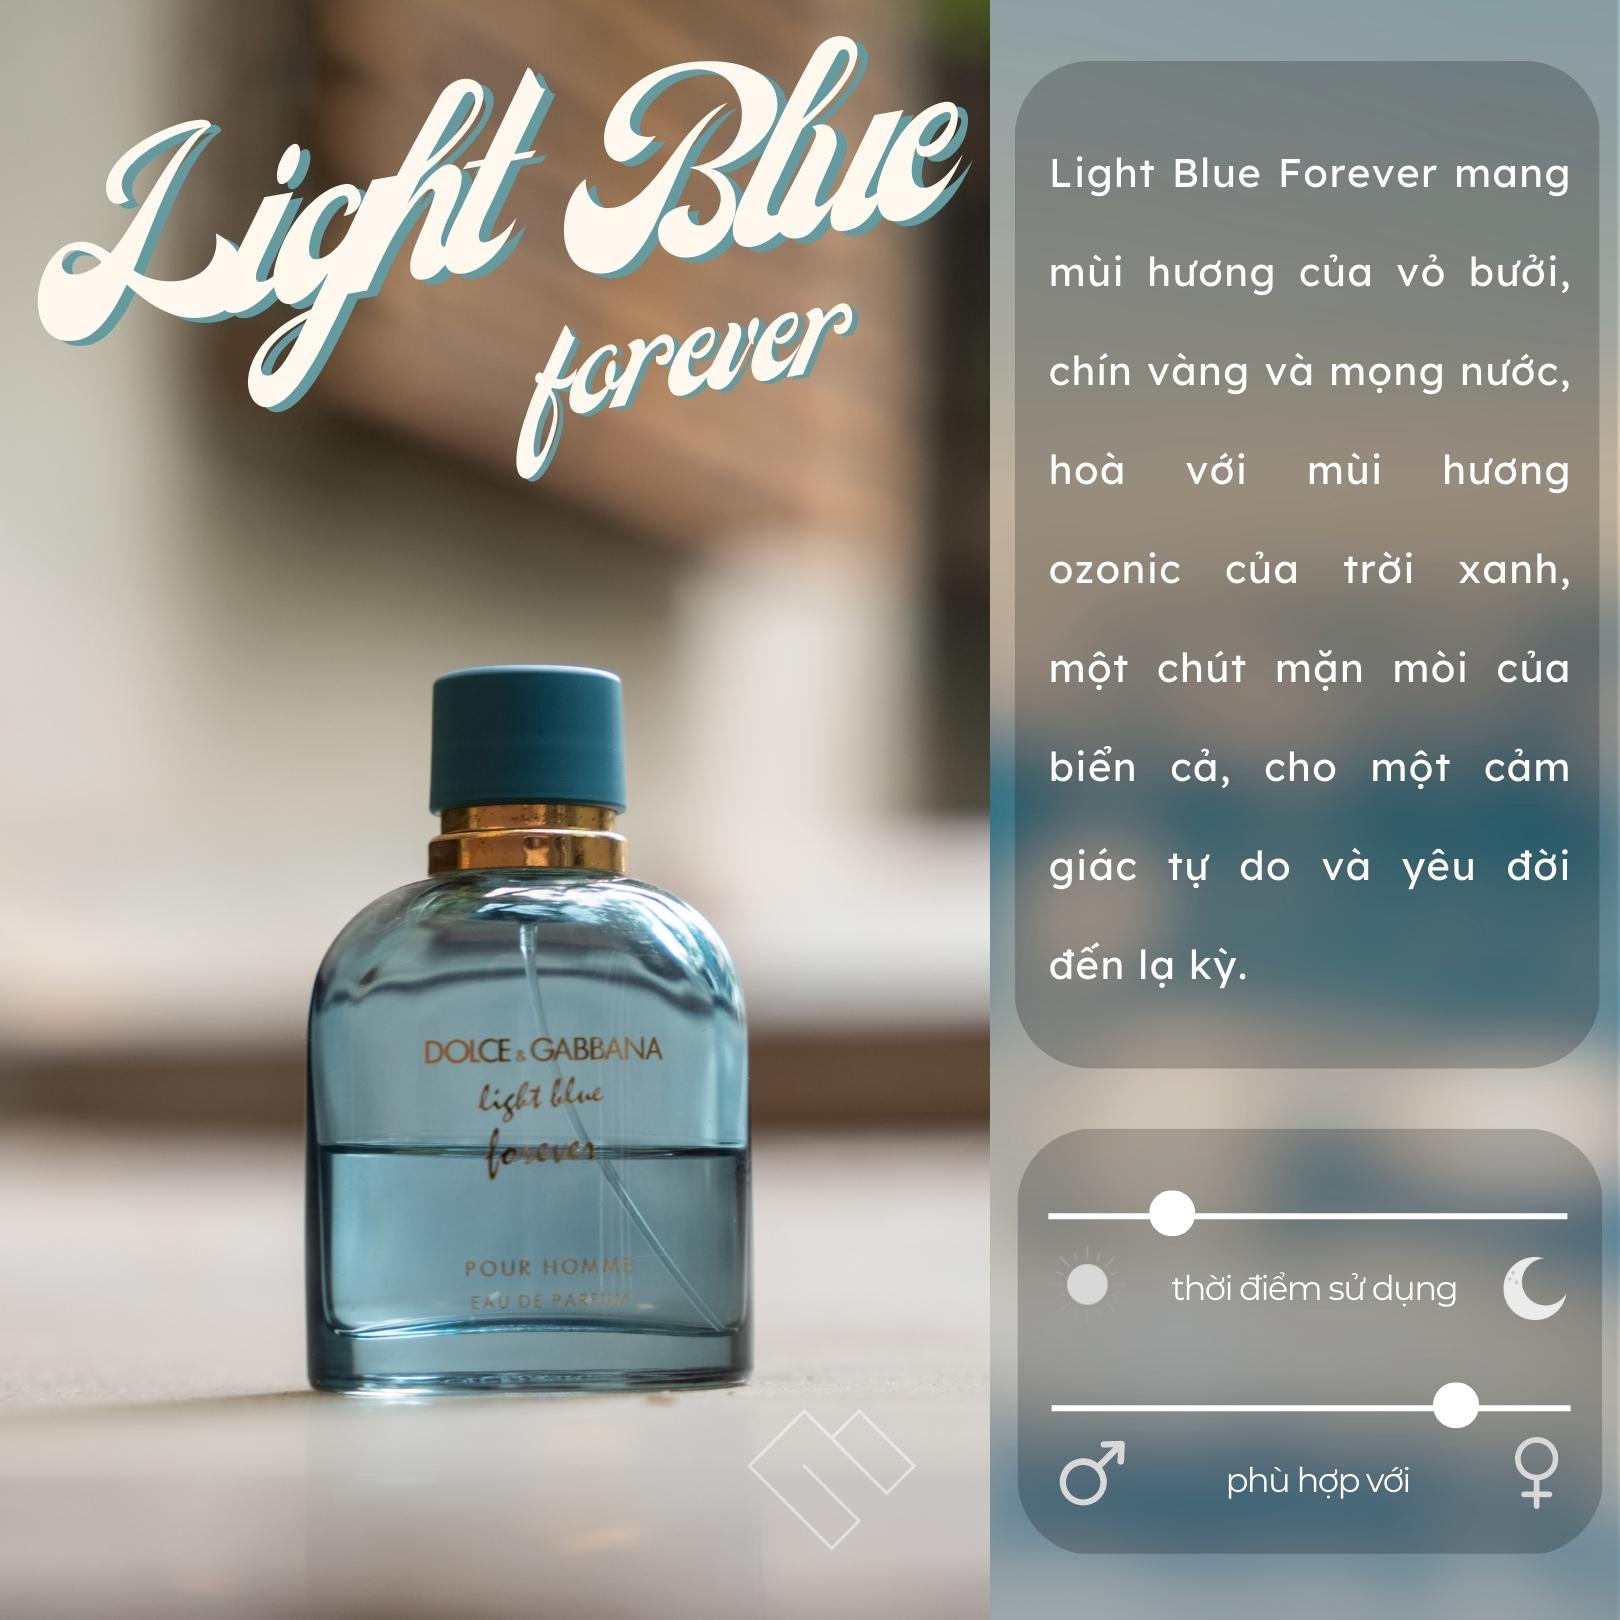 Light Blue
forever
DOLCE & GABBANA
light blue
forever
POUR HOMME
EAU DE PARFUM
Light Blue Forever mang
mùi hương của vỏ bưởi,
chín vàng và mọng nước,
hoà với mùi hương
ozonic của trời xanh,
một chút mặn mòi của
biển cả, cho một cảm
giác tự do và yêu đời
đến lạ kỳ.
thời điểm sử dụng
phù hợp với